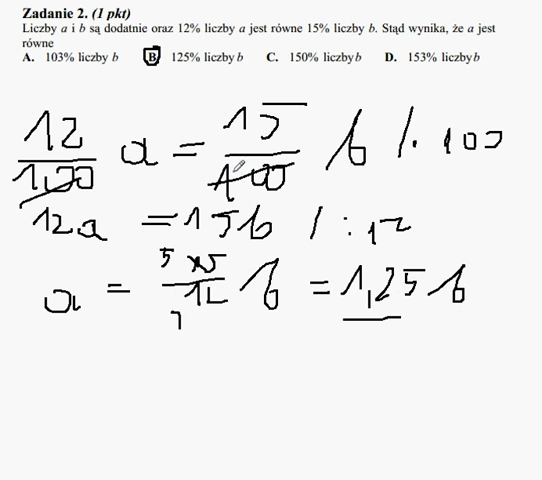 Zadanie 2. (1 pkt)
Liczby a i b są dodatnie oraz 12% liczby a jest równe 15% liczby b. Stąd wynika, że a jest
równe
A. 103% liczby b B 125% liczby b C. 150% liczby b D. 153% liczby b
12/100 a = 15/100 b /· 100
12a = 15b / : 12
a = 5 15/12 b = 1,25 b